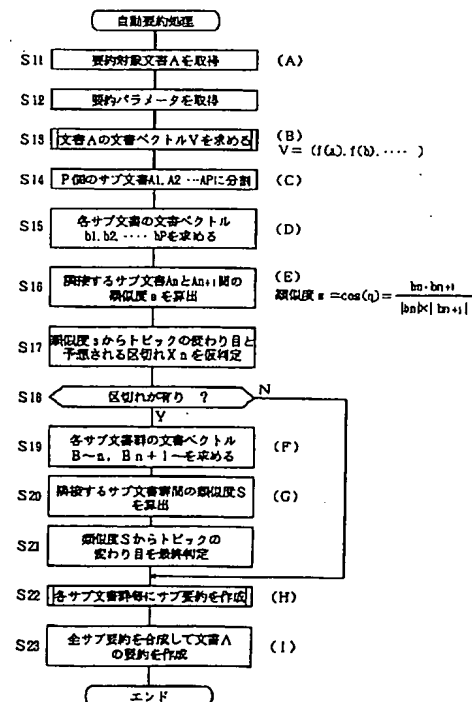 自動要約処理
S11 要約対象文書Aを取得 (A)
S12 要約パラメータを取得
S13 文書Aの文書ベクトルVを求める (B)
V=(f(a).f(b).・・・・)
S14 P個のサブ文書A1.A2…APに分割 (C)
S15 各サブ文書の文書ベクトル (D)
b1.b2.・・・・bPを求める
S16 隣接するサブ文書AnとAn+1間の (E)
類似度sを算出
類似度s=cos(η)=bn・bn+1
|bn|×|bn+1|
S17 類似度sからトピックの変わり目と
予想される区切れXnを仮判定
S18 区切れが有り ? N
Y
S19 各サブ文書群の文書ベクトル (F)
B~n, Bn+1~を求める
S20 隣接するサブ文書群間の類似度S (G)
を算出
S21 類似度Sからトピックの
変わり目を最終判定
S22 各サブ文書群毎にサブ要約を作成 (H)
S23 全サブ要約を合成して文書A (I)
の要約を作成
エンド